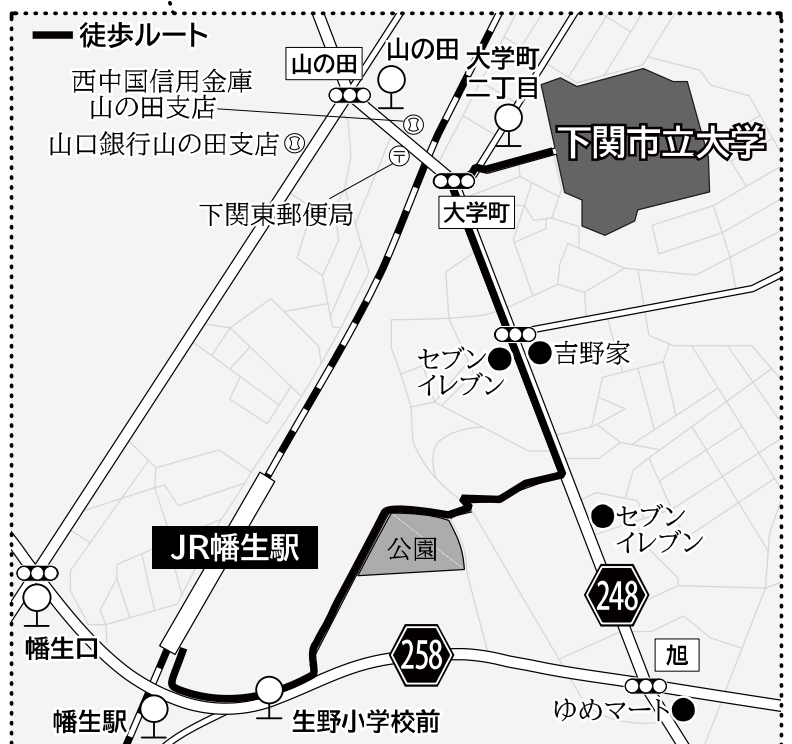 徒歩ルート
山の田
山の田
大学町
二丁目
西中国信用金庫
山の田支店
山口銀行山の田支店
〒
下関市立大学
下関東郵便局
大学町
セブン
イレブン
吉野家
JR幡生駅
公園
セブン
イレブン
248
幡生口
258
旭
幡生駅
生野小学校前
ゆめマート